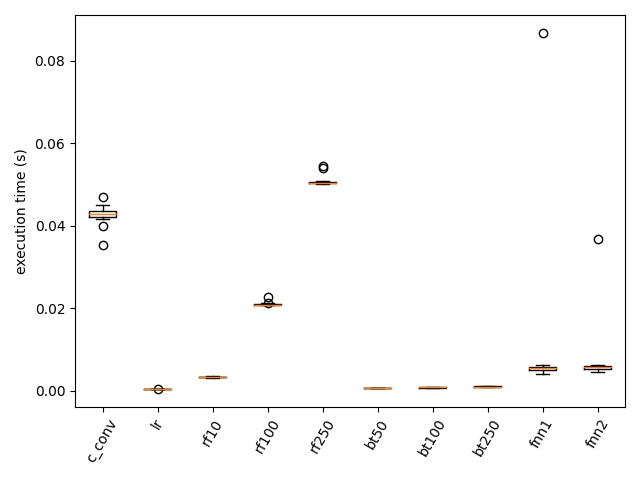 0.08
0.06
0.04
0.02
0.00
execution time (s)
c_conv
lr
rf10
rf100
rf250
bt50
bt100
bt250
fnn1
fnn2